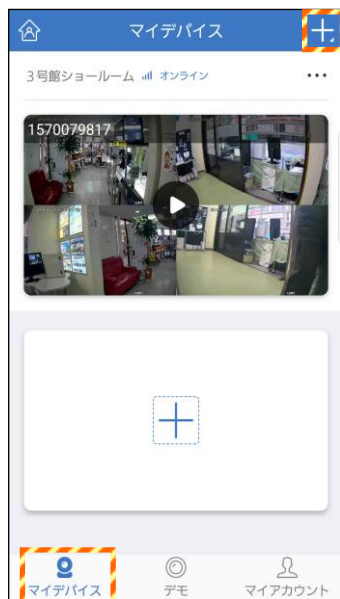 マイデバイス
3号館ショールーム オンライン
1570079817
マイデバイス
デモ
マイアカウント